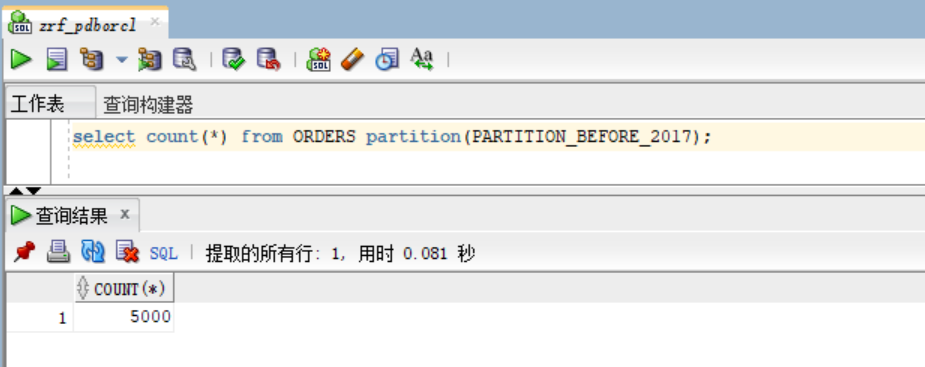 zrf_pdborcl
工作表 查询构建器
select count(*) from ORDERS partition(PARTITION_BEFORE_2017);
查询结果 x
SQL | 提取的所有行: 1, 用时 0.081 秒
COUNT(*)
1 5000